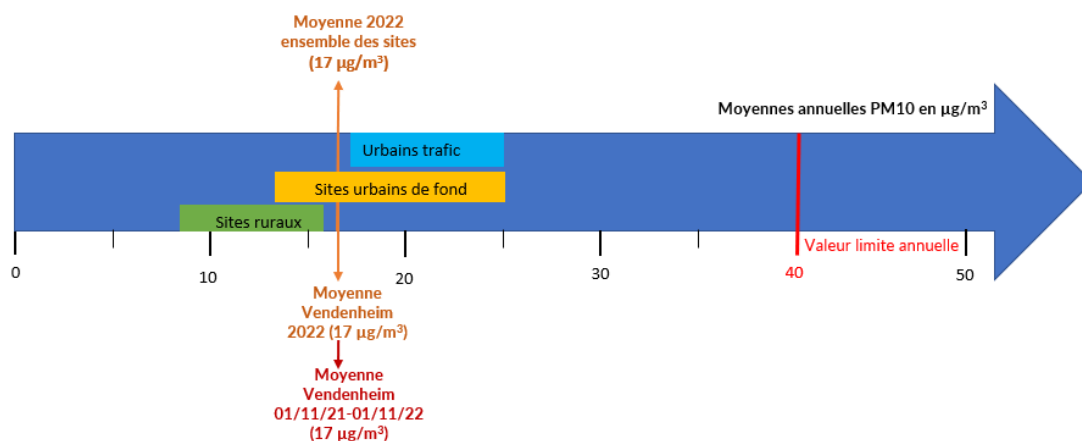 Moyenne 2022
ensemble des sites
(17 µg/m³)
Moyennes annuelles PM10 en µg/m³
Urbains trafic
Sites urbains de fond
Sites ruraux
Valeur limite annuelle
0
10
20
30
40
50
Moyenne
Vendenheim
2022 (17 µg/m³)
Moyenne
Vendenheim
01/11/21-01/11/22
(17 µg/m³)